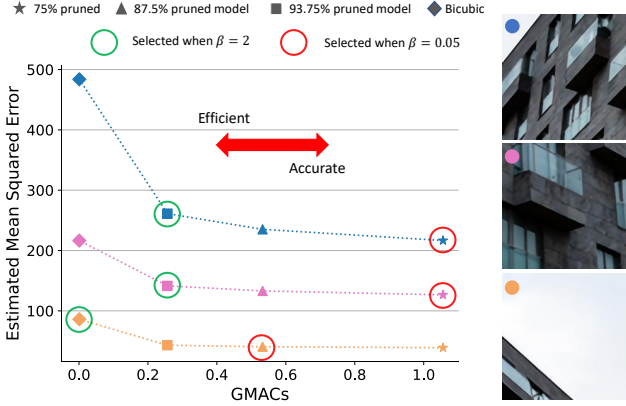 75% pruned 87.5% pruned model 93.75% pruned model Bicubic
Selected when β = 2 Selected when β = 0.05
Efficient
Accurate
Estimated Mean Squared Error
500
400
300
200
100
0.0 0.2 0.4 0.6 0.8 1.0
GMACs